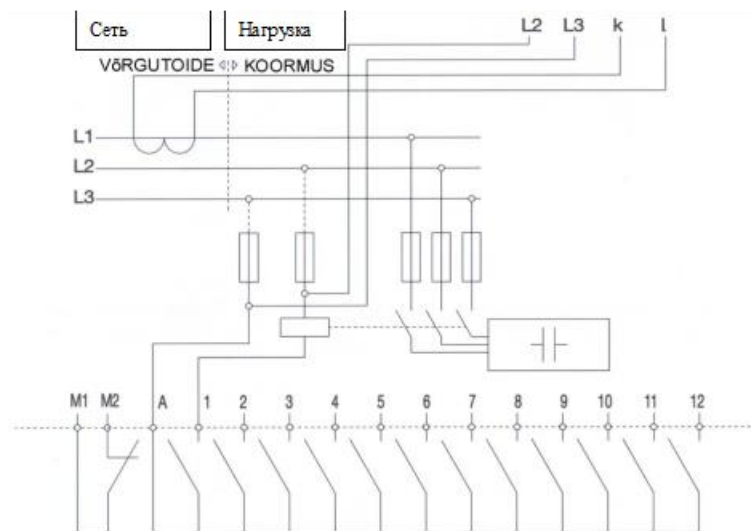 Сеть Нагрузка
L2 L3 k l
VÕRGUTOIDE KOORMUS
L1
L2
L3
M1 M2 A 1 2 3 4 5 6 7 8 9 10 11 12